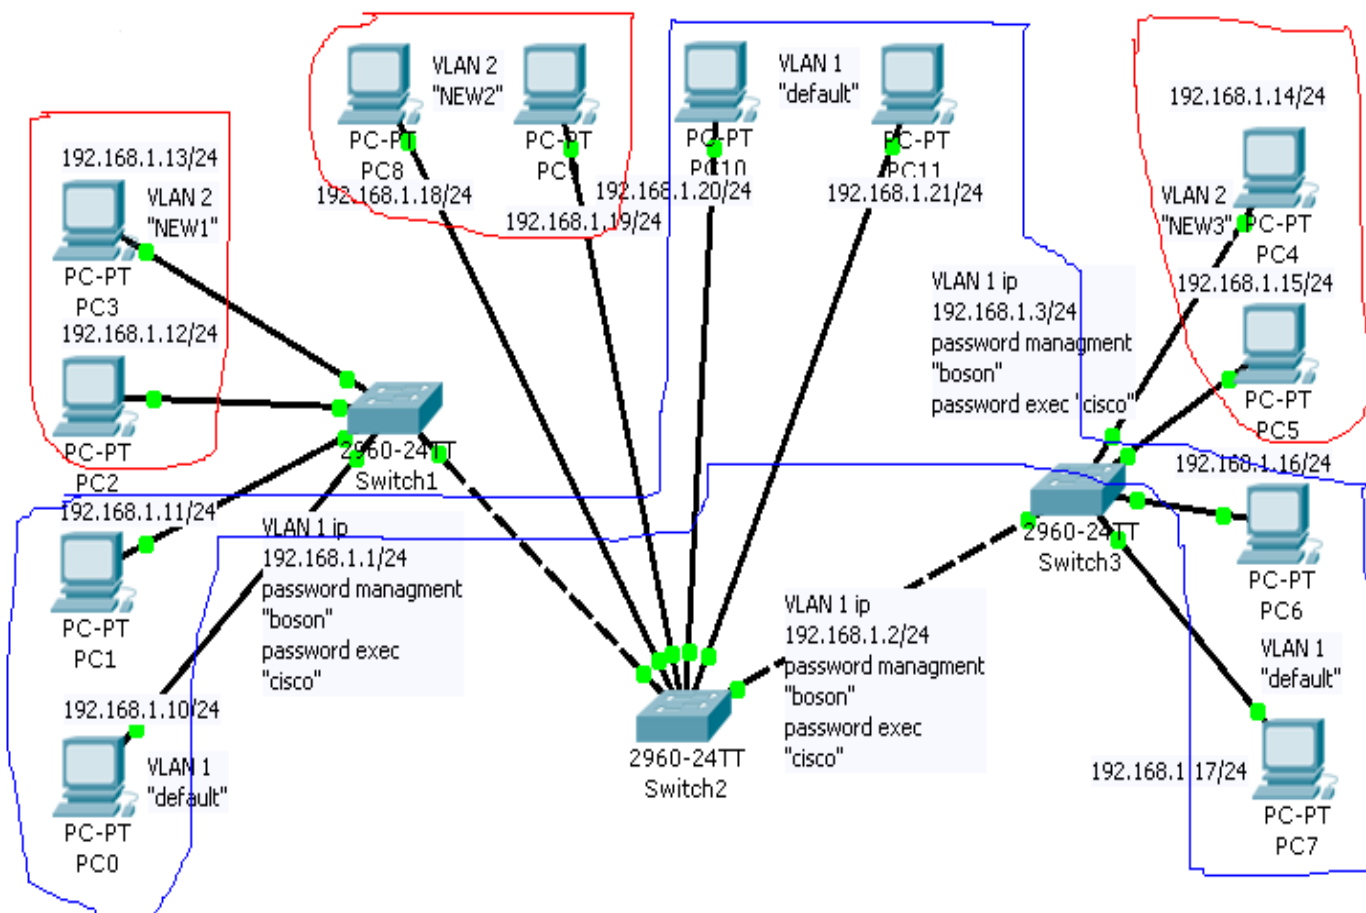 192.168.1.13/24
VLAN 2
"NEW1"
PC-PT
PC3
192.168.1.12/24
PC-PT
PC2
192.168.1.11/24
PC-PT
PC1
192.168.1.10/24
VLAN 1
"default"
PC-PT
PC0
2960-24TT
Switch1
VLAN 1 ip
192.168.1.1/24
password managment
"boson"
password exec
"cisco"
VLAN 2
"NEW2"
PC-PT
PC8
192.168.1.18/24
PC-PT
192.168.1.19/24
VLAN 1
"default"
PC-PT
PC10
192.168.1.20/24
PC-PT
PC11
192.168.1.21/24
2960-24TT
Switch2
VLAN 1 ip
192.168.1.2/24
password managment
"boson"
password exec
"cisco"
VLAN 1 ip
192.168.1.3/24
password managment
"boson"
password exec 'cisco"
2960-24TT
Switch3
192.168.1.14/24
VLAN 2
"NEW3"
PC-PT
PC4
192.168.1.15/24
PC-PT
PC5
192.168.1.16/24
PC-PT
PC6
VLAN 1
"default"
192.168.1.17/24
PC-PT
PC7